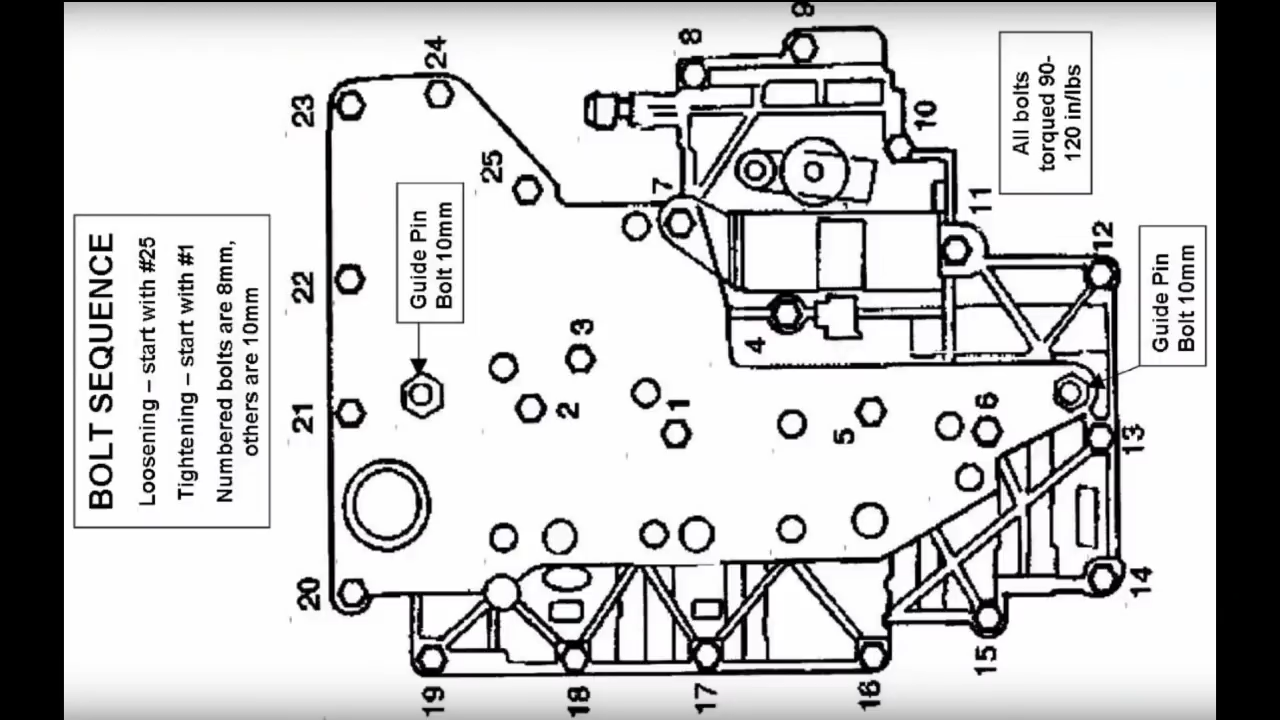 BOLT SEQUENCE
Loosening – start with #25
Tightening – start with #1
Numbered bolts are 8mm,
others are 10mm
23
22
21
20
24
25
Guide Pin
Bolt 10mm
19
18
17
16
15
14
13
12
11
10
9
8
7
6
5
4
3
2
1
All bolts
torqued 90-
120 in/lbs
Guide Pin
Bolt 10mm